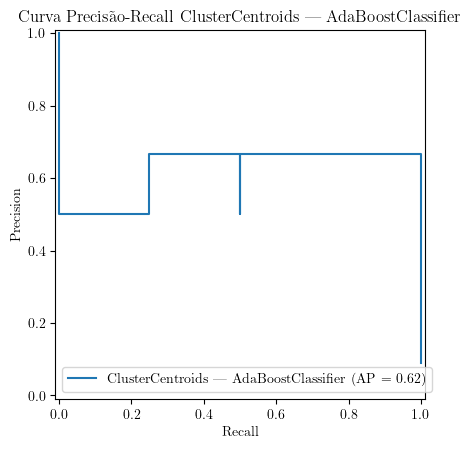 Curva Precisão-Recall ClusterCentroids — AdaBoostClassifier
1.0
0.8
0.6
0.4
0.2
0.0
Precision
ClusterCentroids — AdaBoostClassifier (AP = 0.62)
0.0 0.2 0.4 0.6 0.8 1.0
Recall